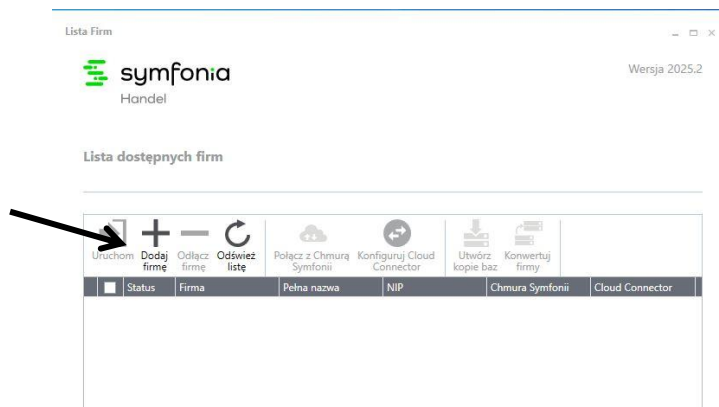 Lista Firm
symfonia
Handel
Wersja 2025.2
Lista dostępnych firm
Uruchom Dodaj firmę Odłącz firmę Odśwież listę Połącz z Chmurą Symfonii Konfiguruj Cloud Connector Utwórz kopie baz Konwertuj firmy
Status Firma Pełna nazwa NIP Chmura Symfonii Cloud Connector